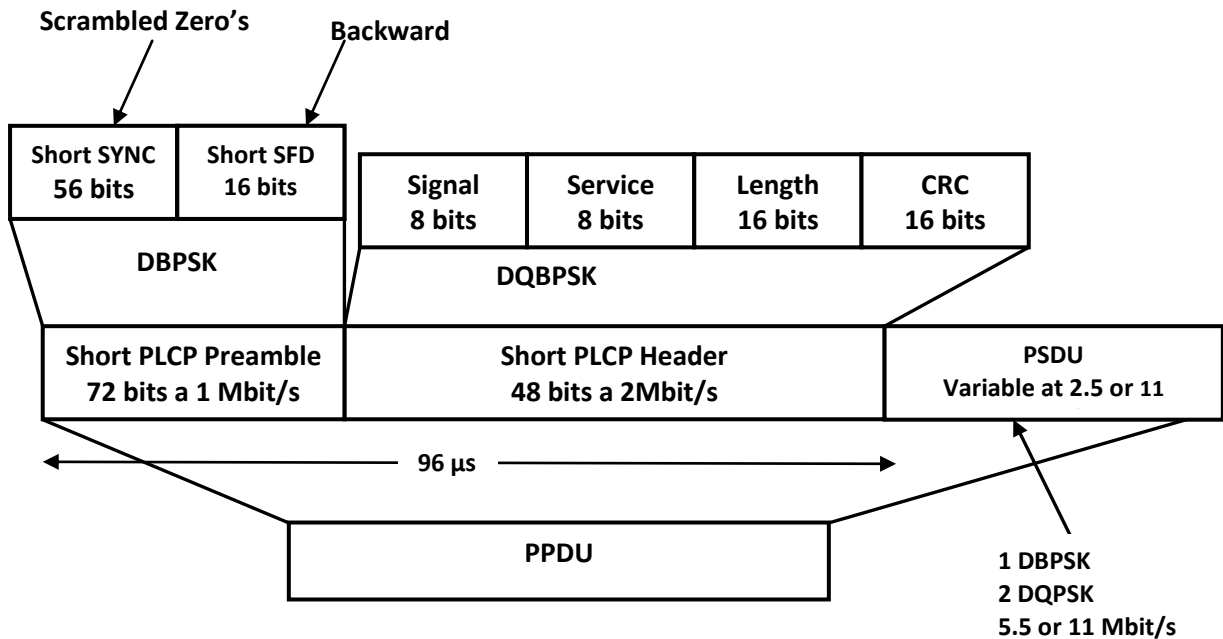 Scrambled Zero's
Backward
Short SYNC
56 bits
Short SFD
16 bits
Signal
8 bits
Service
8 bits
Length
16 bits
CRC
16 bits
DBPSK
DQBPSK
Short PLCP Preamble
72 bits a 1 Mbit/s
Short PLCP Header
48 bits a 2Mbit/s
PSDU
Variable at 2.5 or 11
96 µs
PPDU
1 DBPSK
2 DQPSK
5.5 or 11 Mbit/s